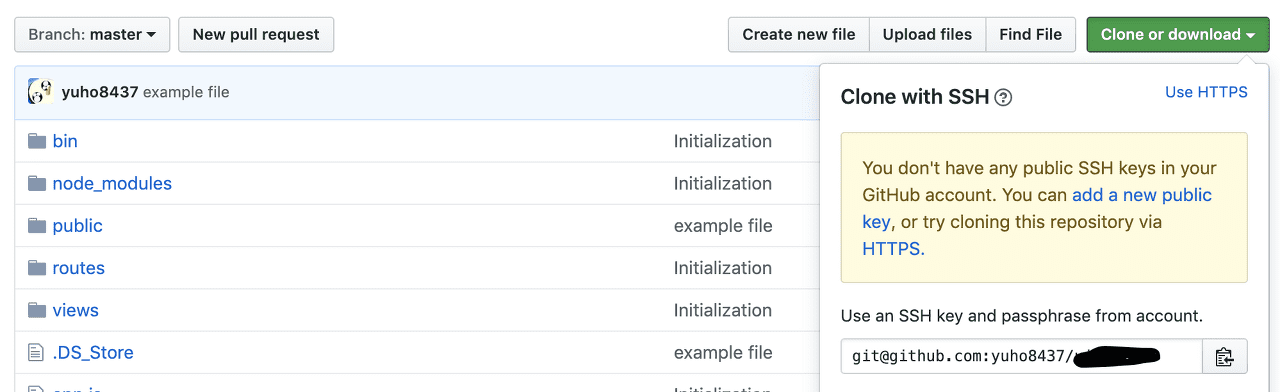 Branch: master
New pull request
Create new file
Upload files
Find File
Clone or download
yuho8437 example file
Clone with SSH
Use HTTPS
You don't have any public SSH keys in your
GitHub account. You can add a new public
key, or try cloning this repository via
HTTPS.
Use an SSH key and passphrase from account.
git@github.com:yuho8437/
bin Initialization
node_modules Initialization
public example file
routes Initialization
views Initialization
.DS_Store example file